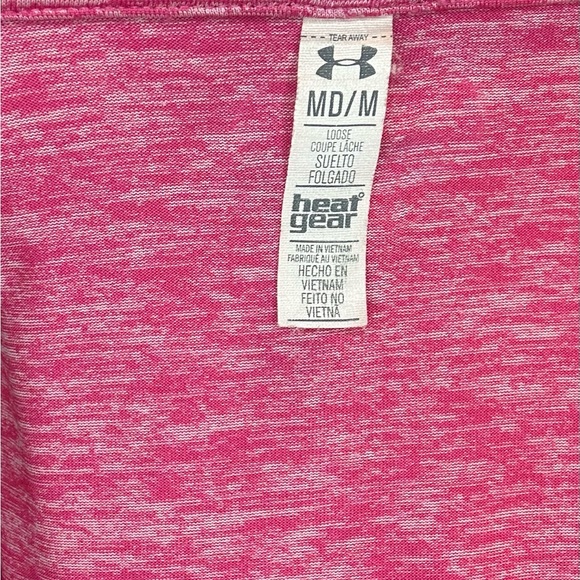 TEAR AWAY
MD/M
LOOSE
COUPE LÂCHE
SUELTO
FOLGADO
heat
gear
MADE IN VIETNAM
FABRIQUÉ AU VIETNAM
HECHO EN
VIETNAM
FEITO NO
VIETNÃ